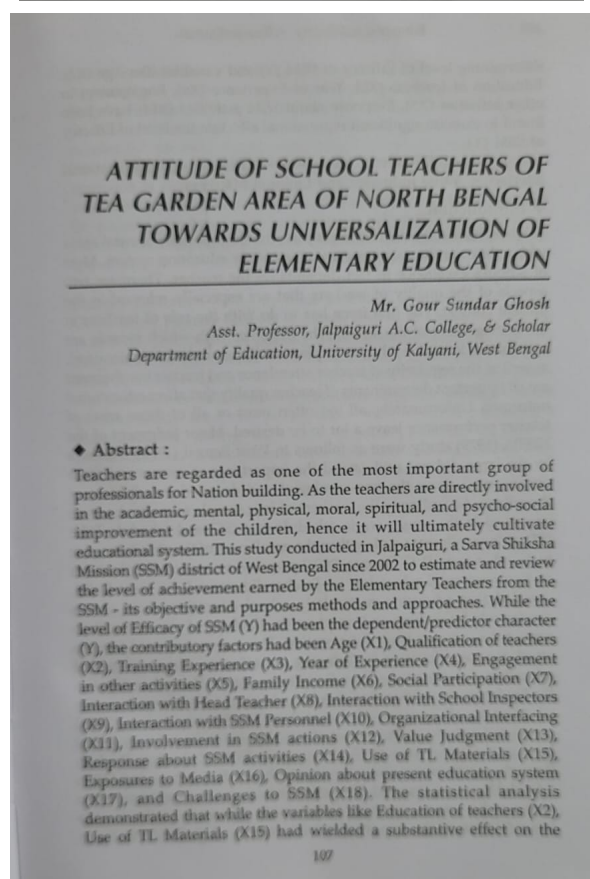 ATTITUDE OF SCHOOL TEACHERS OF
TEA GARDEN AREA OF NORTH BENGAL
TOWARDS UNIVERSALIZATION OF
ELEMENTARY EDUCATION
Mr. Gour Sundar Ghosh
Asst. Professor, Jalpaiguri A.C. College, & Scholar
Department of Education, University of Kalyani, West Bengal
◆ Abstract :
Teachers are regarded as one of the most important group of
professionals for Nation building. As the teachers are directly involved
in the academic, mental, physical, moral, spiritual, and psycho-social
improvement of the children, hence it will ultimately cultivate
educational system. This study conducted in Jalpaiguri, a Sarva Shiksha
Mission (SSM) district of West Bengal since 2002 to estimate and review
the level of achievement earned by the Elementary Teachers from the
SSM - its objective and purposes methods and approaches. While the
level of Efficacy of SSM (Y) had been the dependent/predictor character
(Y), the contributory factors had been Age (X1), Qualification of teachers
(X2), Training Experience (X3), Year of Experience (X4), Engagement
in other activities (X5), Family Income (X6), Social Participation (X7),
Interaction with Head Teacher (X8), Interaction with School Inspectors
(X9), Interaction with SSM Personnel (X10), Organizational Interfacing
(X11), Involvement in SSM actions (X12), Value Judgment (X13),
Response about SSM activities (X14), Use of TL Materials (X15),
Exposures to Media (X16), Opinion about present education system
(X17), and Challenges to SSM (X18). The statistical analysis
demonstrated that while the variables like Education of teachers (X2),
Use of TL Materials (X15) had wielded a substantive effect on the
107